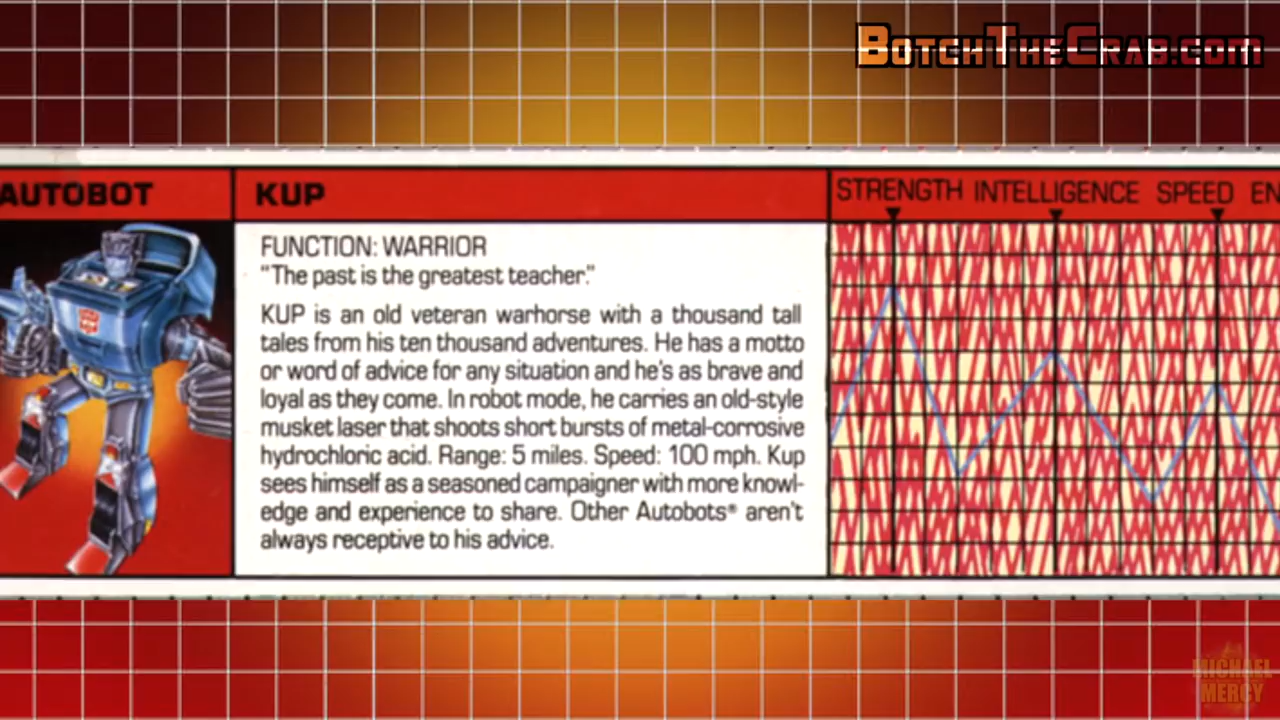 BotchTheCrab.com
AUTOBOT
KUP
STRENGTH INTELLIGENCE SPEED EN
FUNCTION: WARRIOR
"The past is the greatest teacher."
KUP is an old veteran warhorse with a thousand tall
tales from his ten thousand adventures. He has a motto
or word of advice for any situation and he's as brave and
loyal as they come. In robot mode, he carries an old-style
musket laser that shoots short bursts of metal-corrosive
hydrochloric acid. Range: 5 miles. Speed: 100 mph. Kup
sees himself as a seasoned campaigner with more knowl-
edge and experience to share. Other Autobots® aren't
always receptive to his advice.
MICHAEL
MERCY